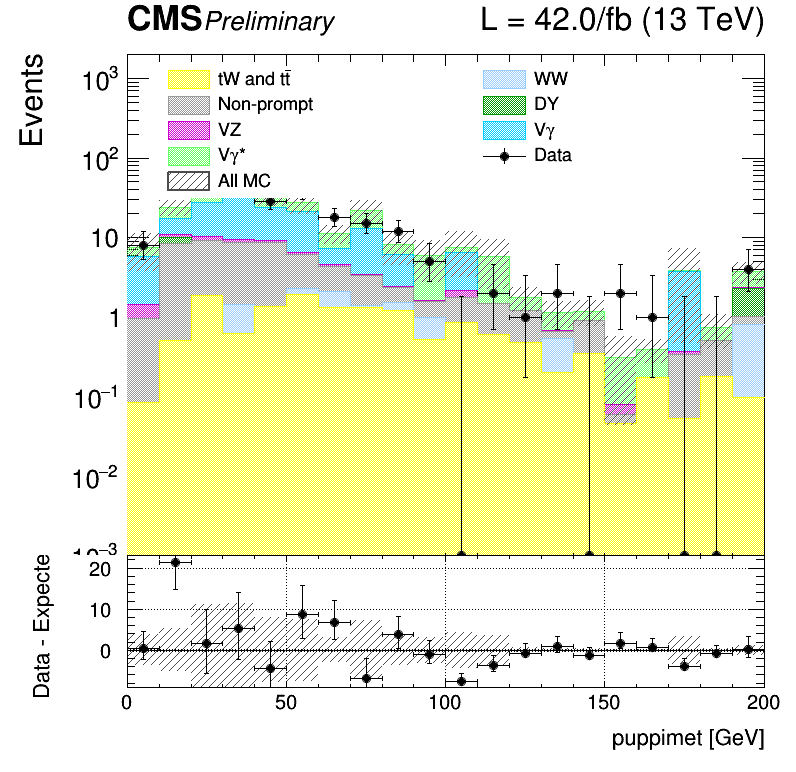 CMS Preliminary L = 42.0/fb (13 TeV)
Events
10³
10²
10
1
10⁻¹
10⁻²
tW and tt̄
Non-prompt
VZ
Vγ*
All MC
WW
DY
Vγ
Data
Data - Expecte
20
10
0
0 50 100 150 200
puppimet [GeV]